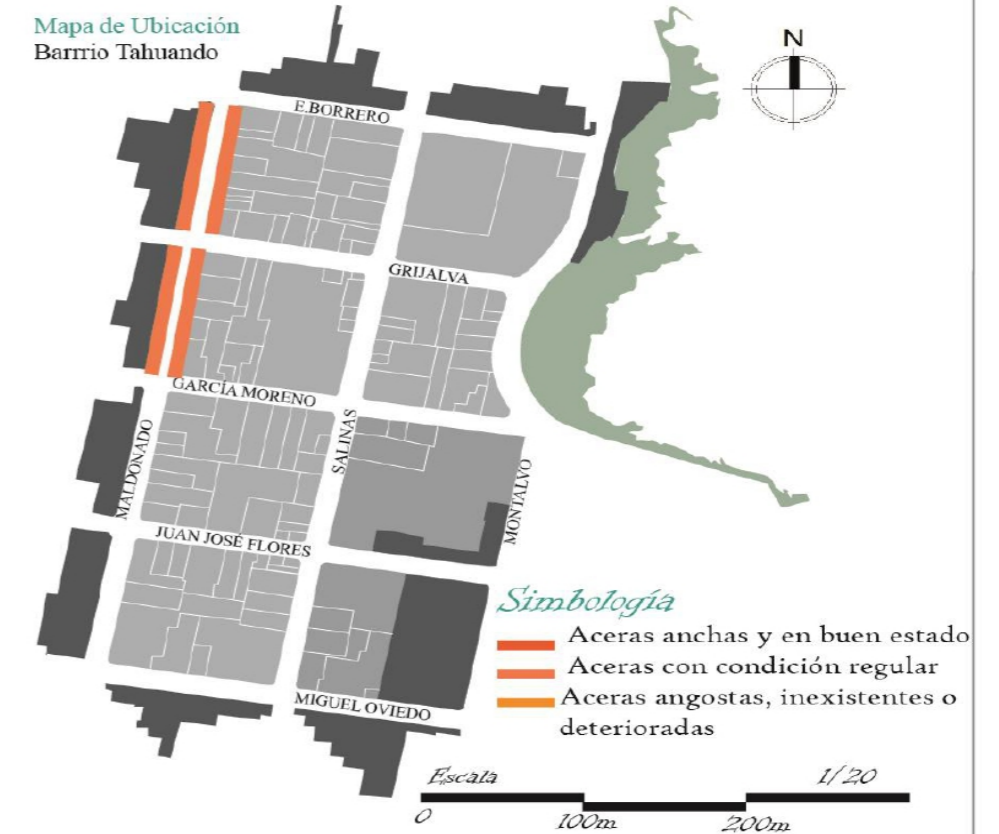 Mapa de Ubicación
Barrrio Tahuando
N
E.BORRERO
GRIJALVA
GARCÍA MORENO
SALINAS
MALDONADO
MONTALVO
JUAN JOSÉ FLORES
MIGUEL OVIEDO
Simbología
Aceras anchas y en buen estado
Aceras con condición regular
Aceras angostas, inexistentes o
deterioradas
Escala 1/20
0 100m 200m